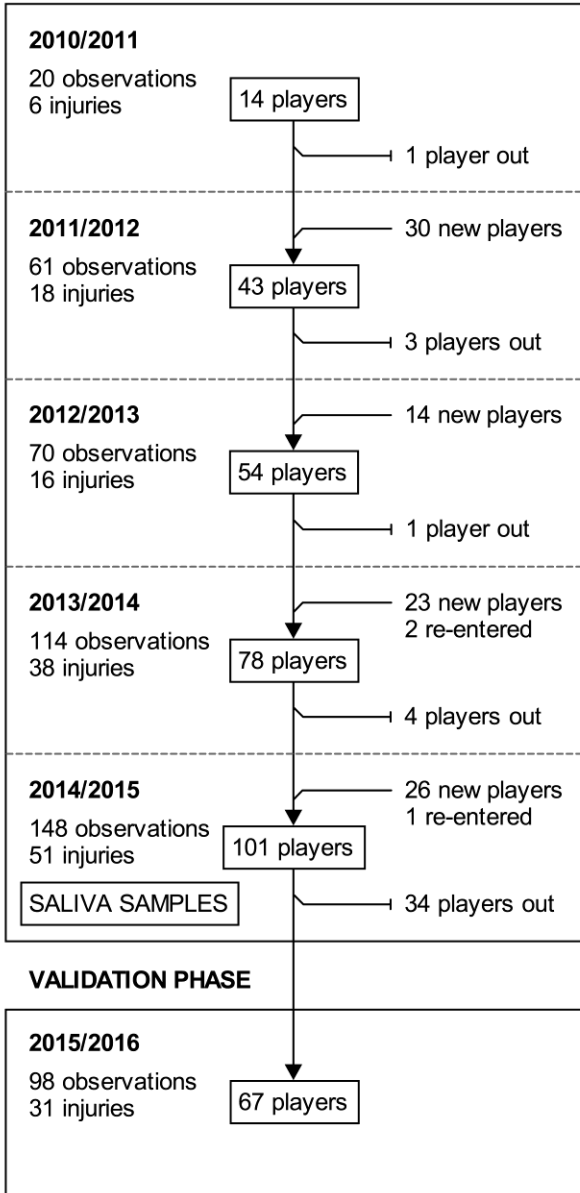 2010/2011
20 observations
6 injuries
14 players
1 player out
2011/2012
61 observations
18 injuries
30 new players
43 players
3 players out
2012/2013
70 observations
16 injuries
14 new players
54 players
1 player out
2013/2014
114 observations
38 injuries
23 new players
2 re-entered
78 players
4 players out
2014/2015
148 observations
51 injuries
26 new players
1 re-entered
101 players
SALIVA SAMPLES
34 players out
VALIDATION PHASE
2015/2016
98 observations
31 injuries
67 players